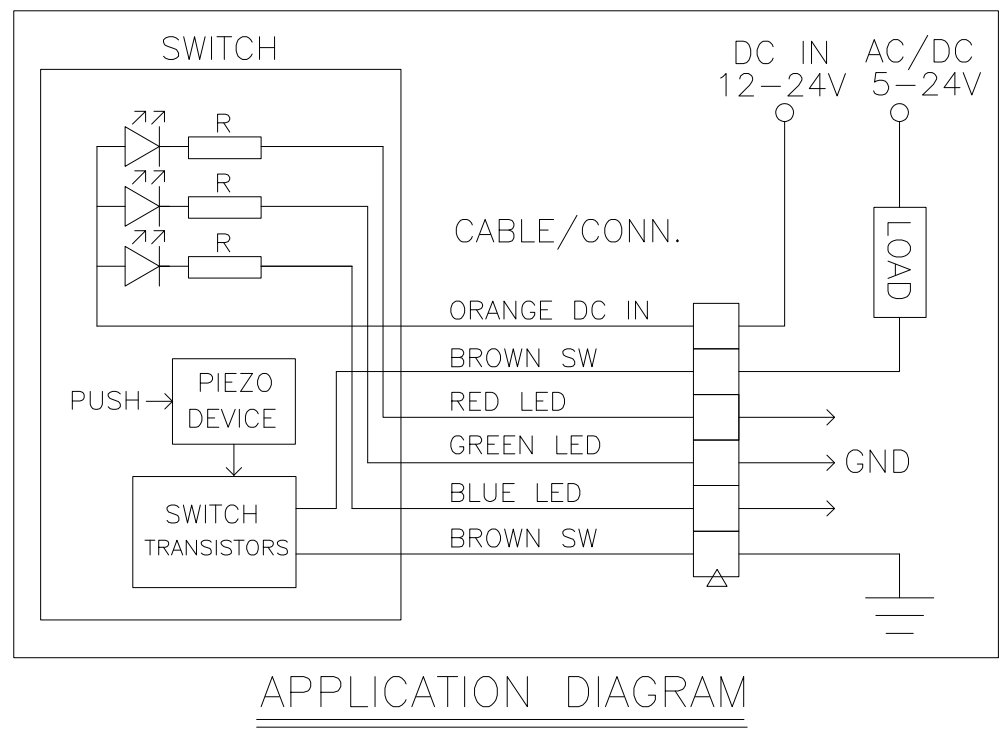 SWITCH
DC IN
12-24V
AC/DC
5-24V
R
R
R
CABLE/CONN.
LOAD
ORANGE DC IN
BROWN SW
PUSH
PIEZO
DEVICE
RED LED
GREEN LED
GND
BLUE LED
SWITCH
TRANSISTORS
BROWN SW
APPLICATION DIAGRAM